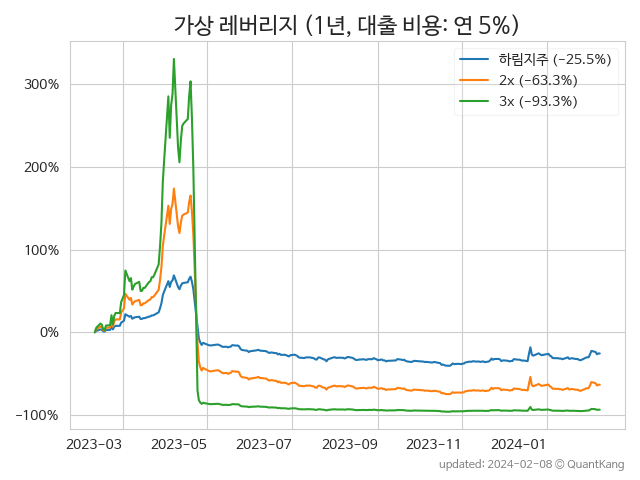 가상 레버리지 (1년, 대출 비용: 연 5%)
하림지주 (-25.5%)
2x (-63.3%)
3x (-93.3%)
300%
200%
100%
0%
-100%
2023-03 2023-05 2023-07 2023-09 2023-11 2024-01
updated: 2024-02-08 © QuantKang